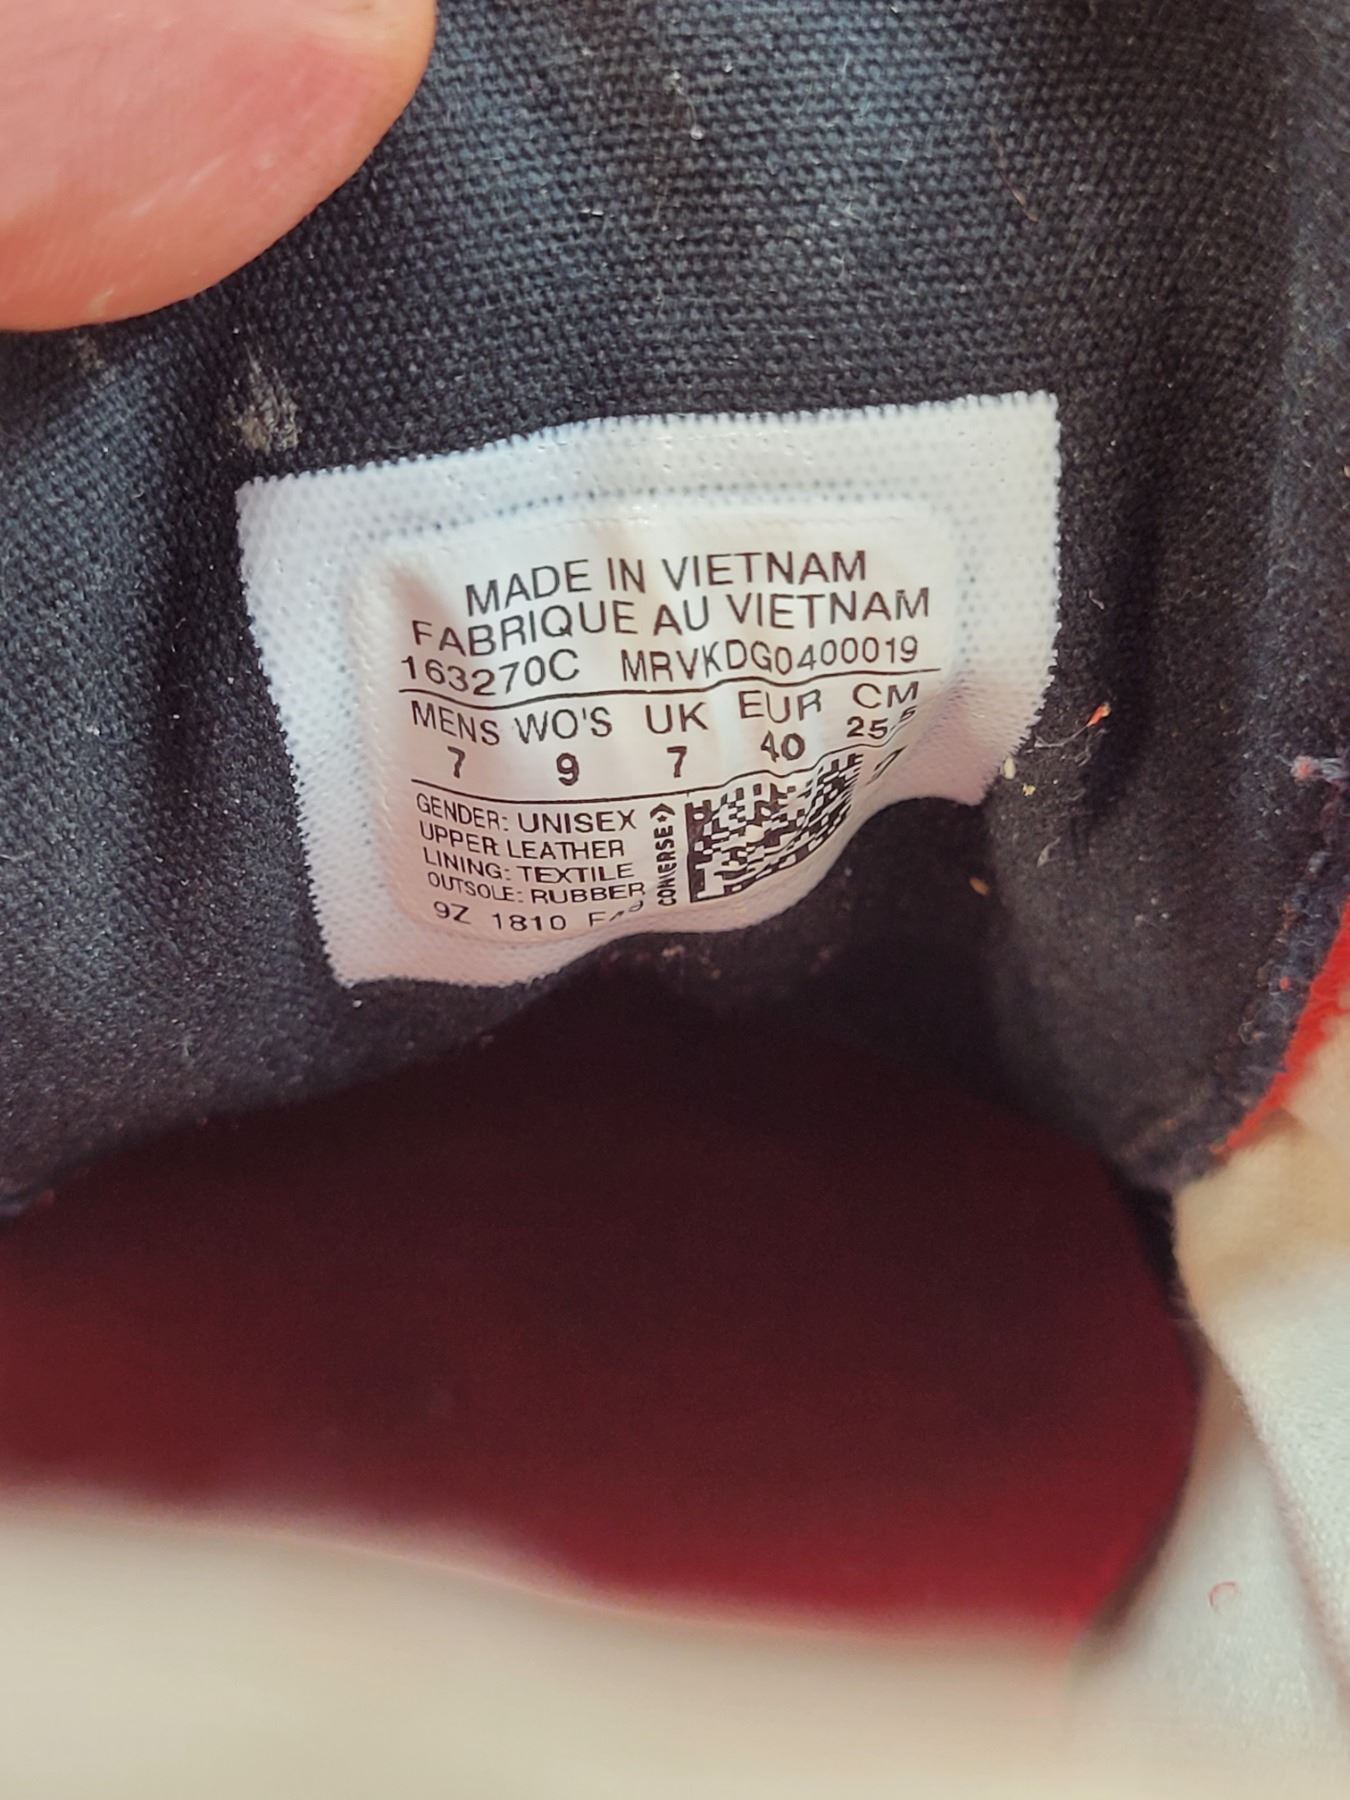 MADE IN VIETNAM
FABRIQUE AU VIETNAM
163270C MRVKDG0400019
MENS WO'S UK EUR CM
7 9 7 40 25.5
GENDER: UNISEX
UPPER: LEATHER
LINING: TEXTILE
OUTSOLE: RUBBER
9Z 1810
CONVERSE